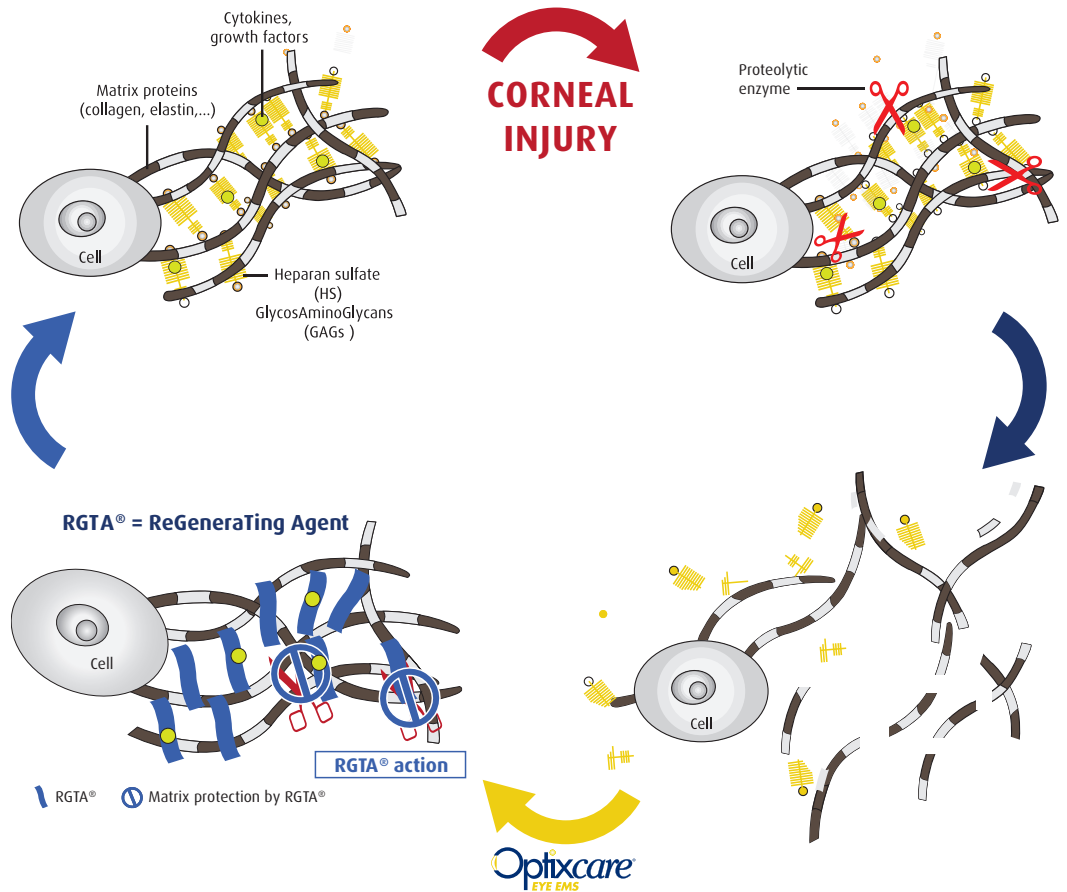 Cytokines,
growth factors
Matrix proteins
(collagen, elastin,...)
Cell
Heparan sulfate
(HS)
GlycosAminoGlycans
(GAGs )
CORNEAL
INJURY
Proteolytic
enzyme
Cell
RGTA® = ReGeneraTing Agent
Cell
RGTA® action
RGTA®
Matrix protection by RGTA®
Cell
Optixcare®
EYE EMS